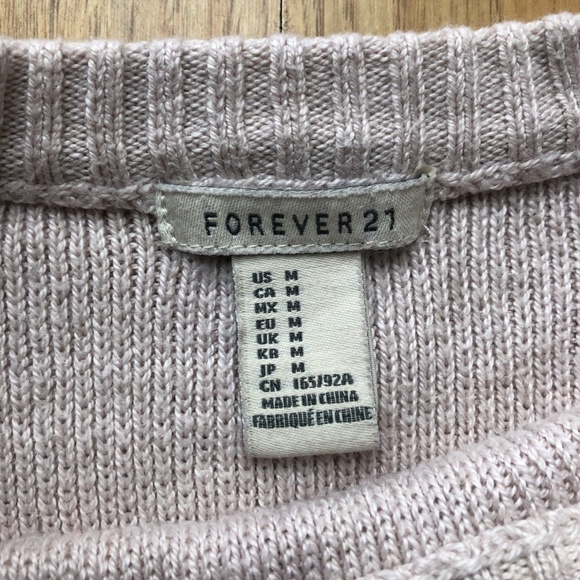 FOREVER 21
US M
CA M
MX M
EU M
UK M
KR M
JP M
CN 165/92A
MADE IN CHINA
FABRIQUÉ EN CHINE